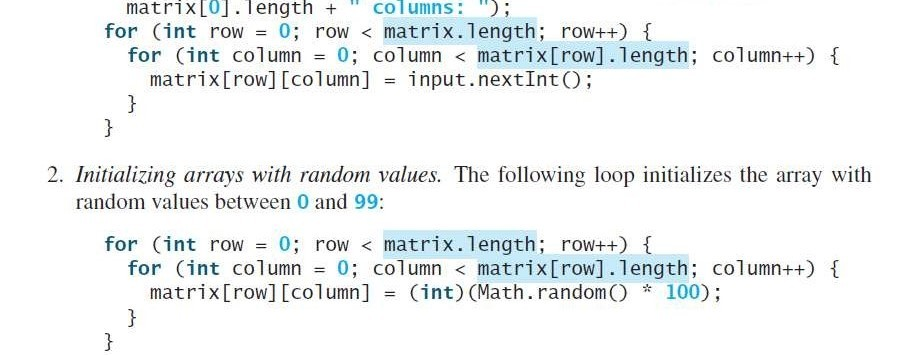 matrix[0].length + " columns: ");
for (int row = 0; row < matrix.length; row++) {
for (int column = 0; column < matrix[row].length; column++) {
matrix[row][column] = input.nextInt();
}
}
2. Initializing arrays with random values. The following loop initializes the array with
random values between 0 and 99:
for (int row = 0; row < matrix.length; row++) {
for (int column = 0; column < matrix[row].length; column++) {
matrix[row][column] = (int)(Math.random() * 100);
}
}